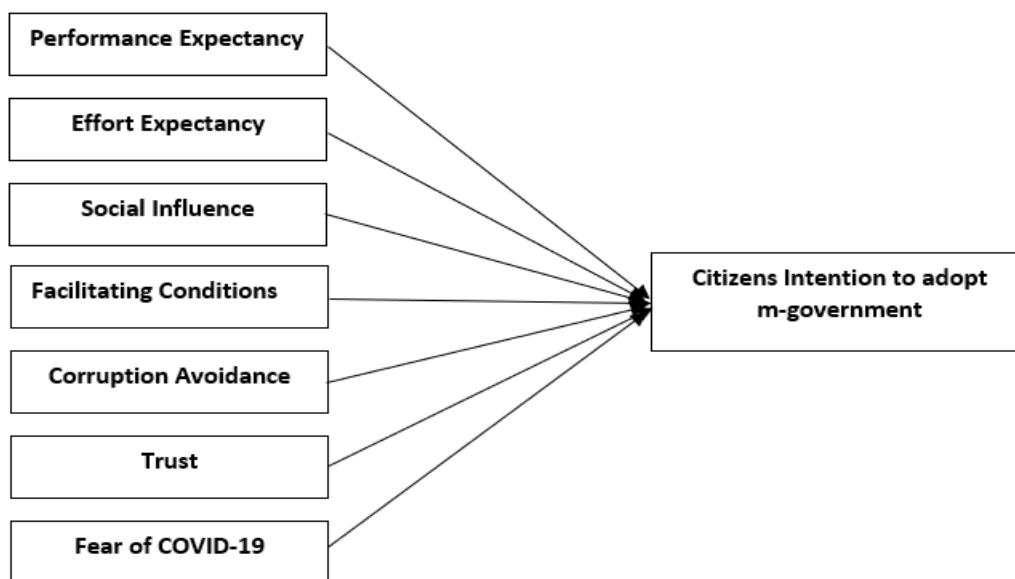 Performance Expectancy
Effort Expectancy
Social Influence
Facilitating Conditions
Corruption Avoidance
Trust
Fear of COVID-19
Citizens Intention to adopt
m-government